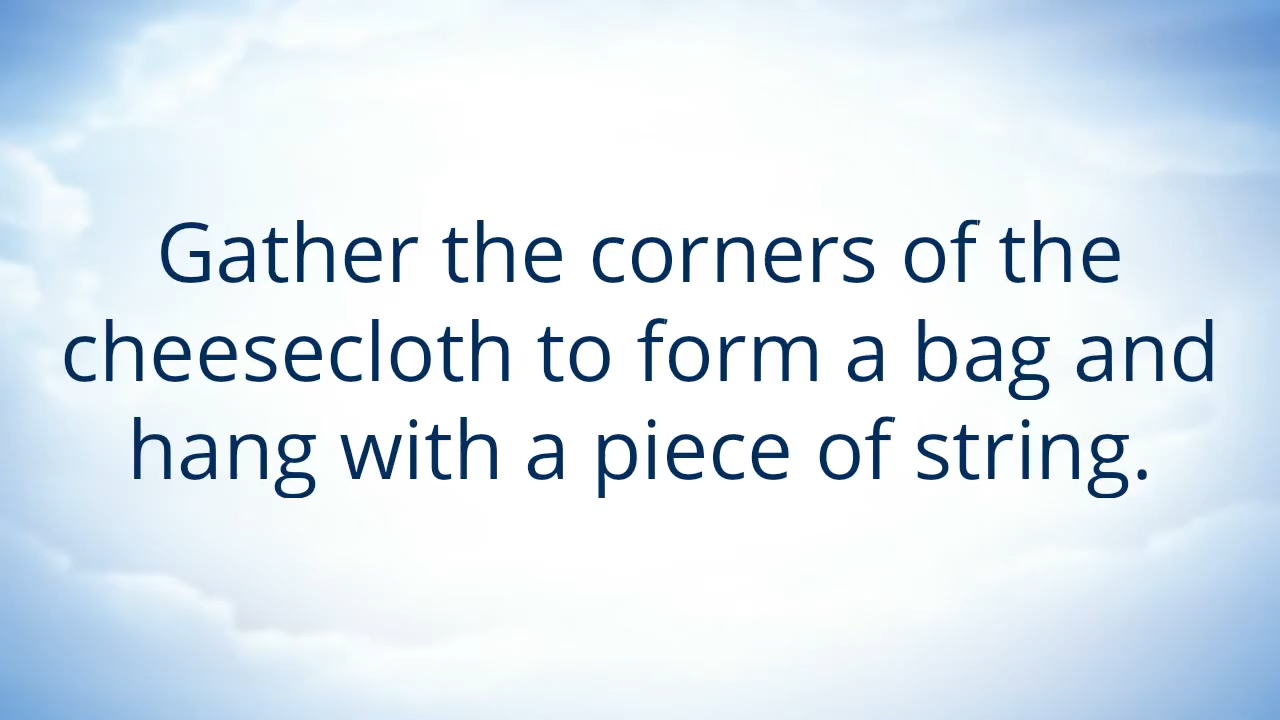 Gather the corners of the
cheesecloth to form a bag and
hang with a piece of string.